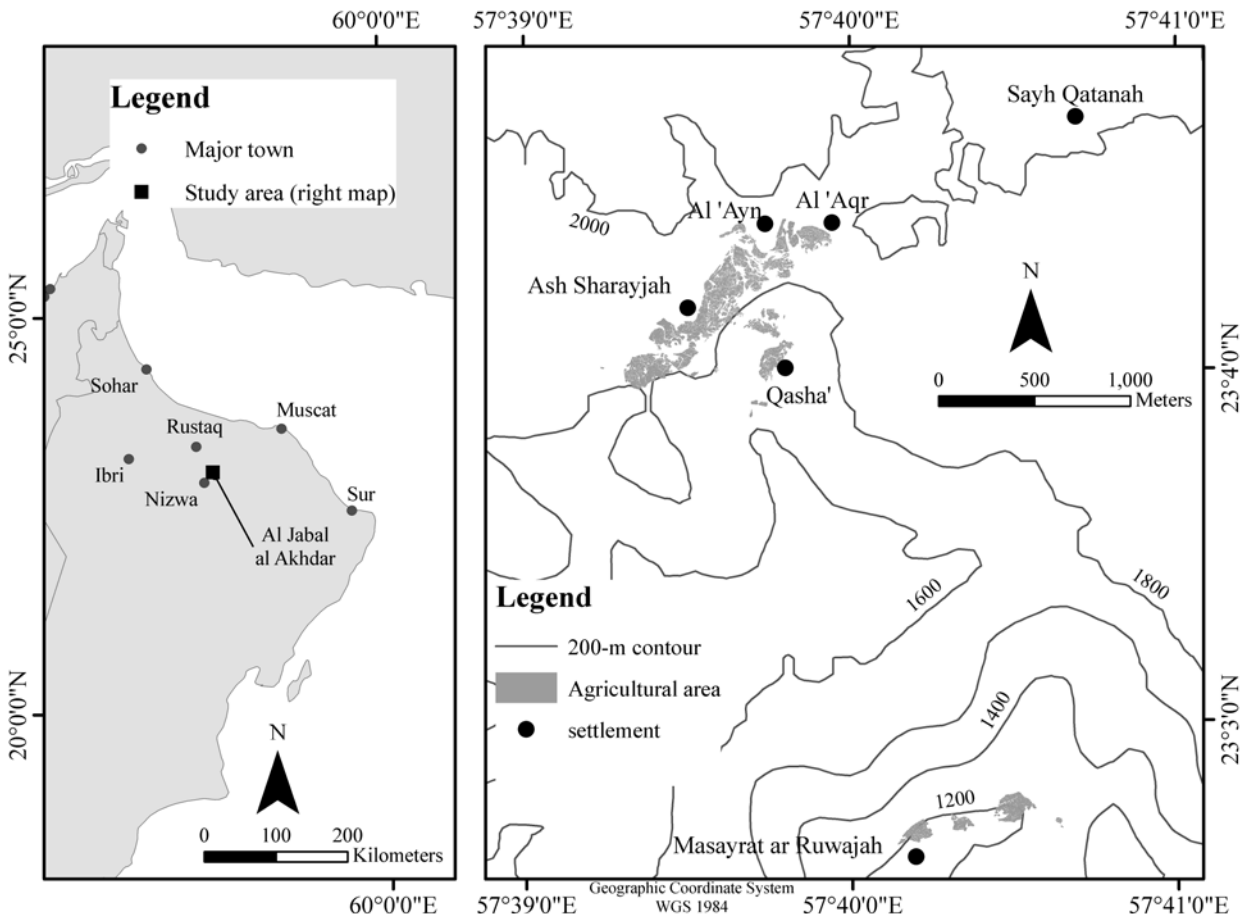 60°0'0"E
57°39'0"E
57°40'0"E
57°41'0"E
Legend
Major town
Study area (right map)
25°0'0"N
20°0'0"N
Sohar
Muscat
Rustaq
Ibri
Nizwa
Sur
Al Jabal
al Akhdar
N
0
100
200
Kilometers
60°0'0"E
Sayh Qatanah
2000
Al 'Ayn
Al 'Aqr
Ash Sharayjah
N
Qasha'
0
500
1,000
Meters
23°4'0"N
1600
1800
Legend
200-m contour
Agricultural area
settlement
1400
23°3'0"N
1200
Masayrat ar Ruwajah
Geographic Coordinate System
WGS 1984
57°39'0"E
57°40'0"E
57°41'0"E